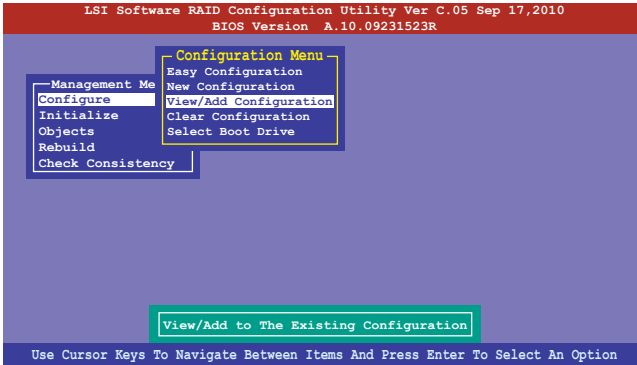 LSI Software RAID Configuration Utility Ver C.05 Sep 17,2010
BIOS Version A.10.09231523R
Configuration Menu
Easy Configuration
New Configuration
View/Add Configuration
Clear Configuration
Select Boot Drive
Management Me
Configure
Initialize
Objects
Rebuild
Check Consistency
View/Add to The Existing Configuration
Use Cursor Keys To Navigate Between Items And Press Enter To Select An Option